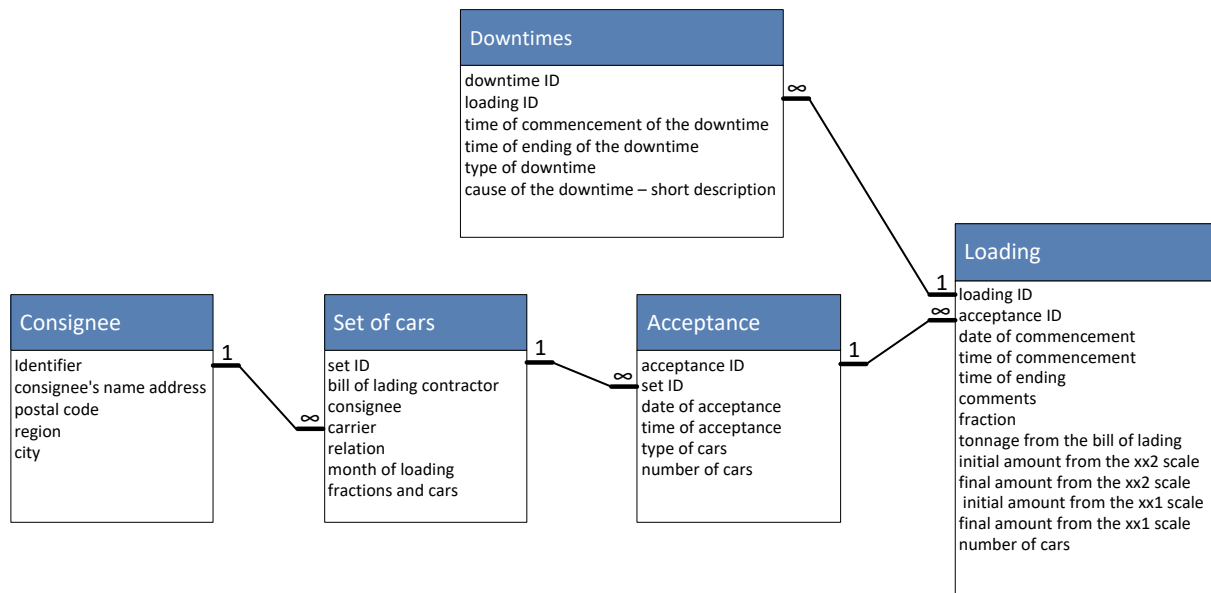 Downtimes
downtime ID
loading ID
time of commencement of the downtime
time of ending of the downtime
type of downtime
cause of the downtime – short description
∞
Loading
1
loading ID
∞
acceptance ID
date of commencement
time of commencement
time of ending
comments
fraction
tonnage from the bill of lading
initial amount from the xx2 scale
final amount from the xx2 scale
initial amount from the xx1 scale
final amount from the xx1 scale
number of cars
Consignee
Identifier
consignee's name address
postal code
region
city
1
∞
Set of cars
set ID
bill of lading contractor
consignee
carrier
relation
month of loading
fractions and cars
1
∞
Acceptance
acceptance ID
set ID
date of acceptance
time of acceptance
type of cars
number of cars
1